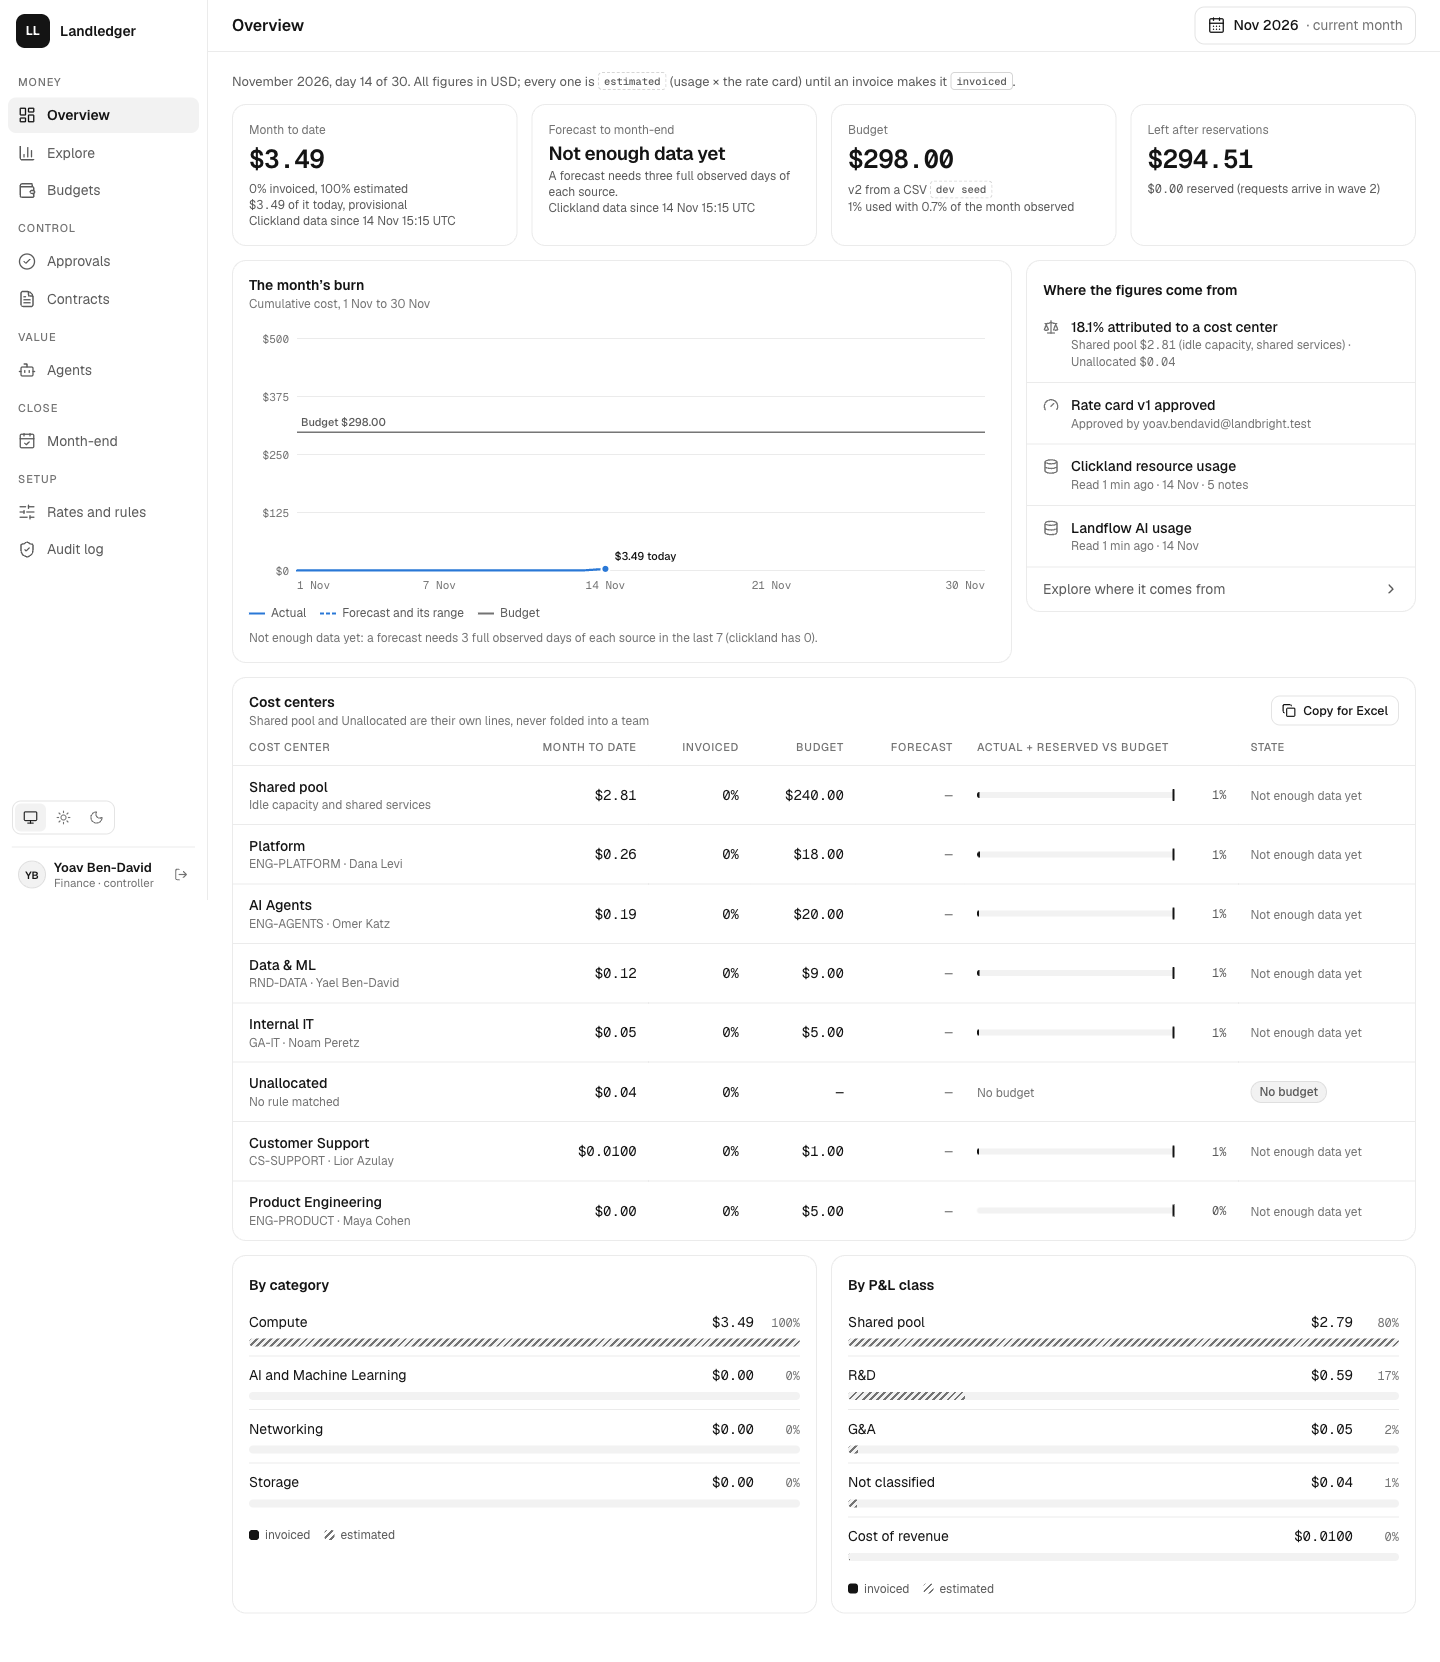 LL Landledger
MONEY
Overview
Explore
Budgets
CONTROL
Approvals
Contracts
VALUE
Agents
CLOSE
Month-end
SETUP
Rates and rules
Audit log
YB Yoav Ben-David
Finance · controller
Overview
Nov 2026 · current month
November 2026, day 14 of 30. All figures in USD; every one is estimated (usage × the rate card) until an invoice makes it invoiced.
Month to date
$3.49
0% invoiced, 100% estimated
$3.49 of it today, provisional
Clickland data since 14 Nov 15:15 UTC
Forecast to month-end
Not enough data yet
A forecast needs three full observed days of
each source.
Clickland data since 14 Nov 15:15 UTC
Budget
$298.00
v2 from a CSV dev seed
1% used with 0.7% of the month observed
Left after reservations
$294.51
$0.00 reserved (requests arrive in wave 2)
The month's burn
Cumulative cost, 1 Nov to 30 Nov
$500
$375
Budget $298.00
$250
$125
$3.49 today
$0
1 Nov 7 Nov 14 Nov 21 Nov 30 Nov
Actual Forecast and its range Budget
Not enough data yet: a forecast needs 3 full observed days of each source in the last 7 (clickland has 0).
Where the figures come from
18.1% attributed to a cost center
Shared pool $2.81 (idle capacity, shared services) ·
Unallocated $0.04
Rate card v1 approved
Approved by yoav.bendavid@landbright.test
Clickland resource usage
Read 1 min ago · 14 Nov · 5 notes
Landflow AI usage
Read 1 min ago · 14 Nov
Explore where it comes from
Cost centers
Shared pool and Unallocated are their own lines, never folded into a team
Copy for Excel
COST CENTER MONTH TO DATE INVOICED BUDGET FORECAST ACTUAL + RESERVED VS BUDGET STATE
Shared pool
Idle capacity and shared services
$2.81 0% $240.00 – 1% Not enough data yet
Platform
ENG-PLATFORM · Dana Levi
$0.26 0% $18.00 – 1% Not enough data yet
AI Agents
ENG-AGENTS · Omer Katz
$0.19 0% $20.00 – 1% Not enough data yet
Data & ML
RND-DATA · Yael Ben-David
$0.12 0% $9.00 – 1% Not enough data yet
Internal IT
GA-IT · Noam Peretz
$0.05 0% $5.00 – 1% Not enough data yet
Unallocated
No rule matched
$0.04 0% – – No budget No budget
Customer Support
CS-SUPPORT · Lior Azulay
$0.0100 0% $1.00 – 1% Not enough data yet
Product Engineering
ENG-PRODUCT · Maya Cohen
$0.00 0% $5.00 – 0% Not enough data yet
By category
Compute $3.49 100%
AI and Machine Learning $0.00 0%
Networking $0.00 0%
Storage $0.00 0%
invoiced estimated
By P&L class
Shared pool $2.79 80%
R&D $0.59 17%
G&A $0.05 2%
Not classified $0.04 1%
Cost of revenue $0.0100 0%
invoiced estimated